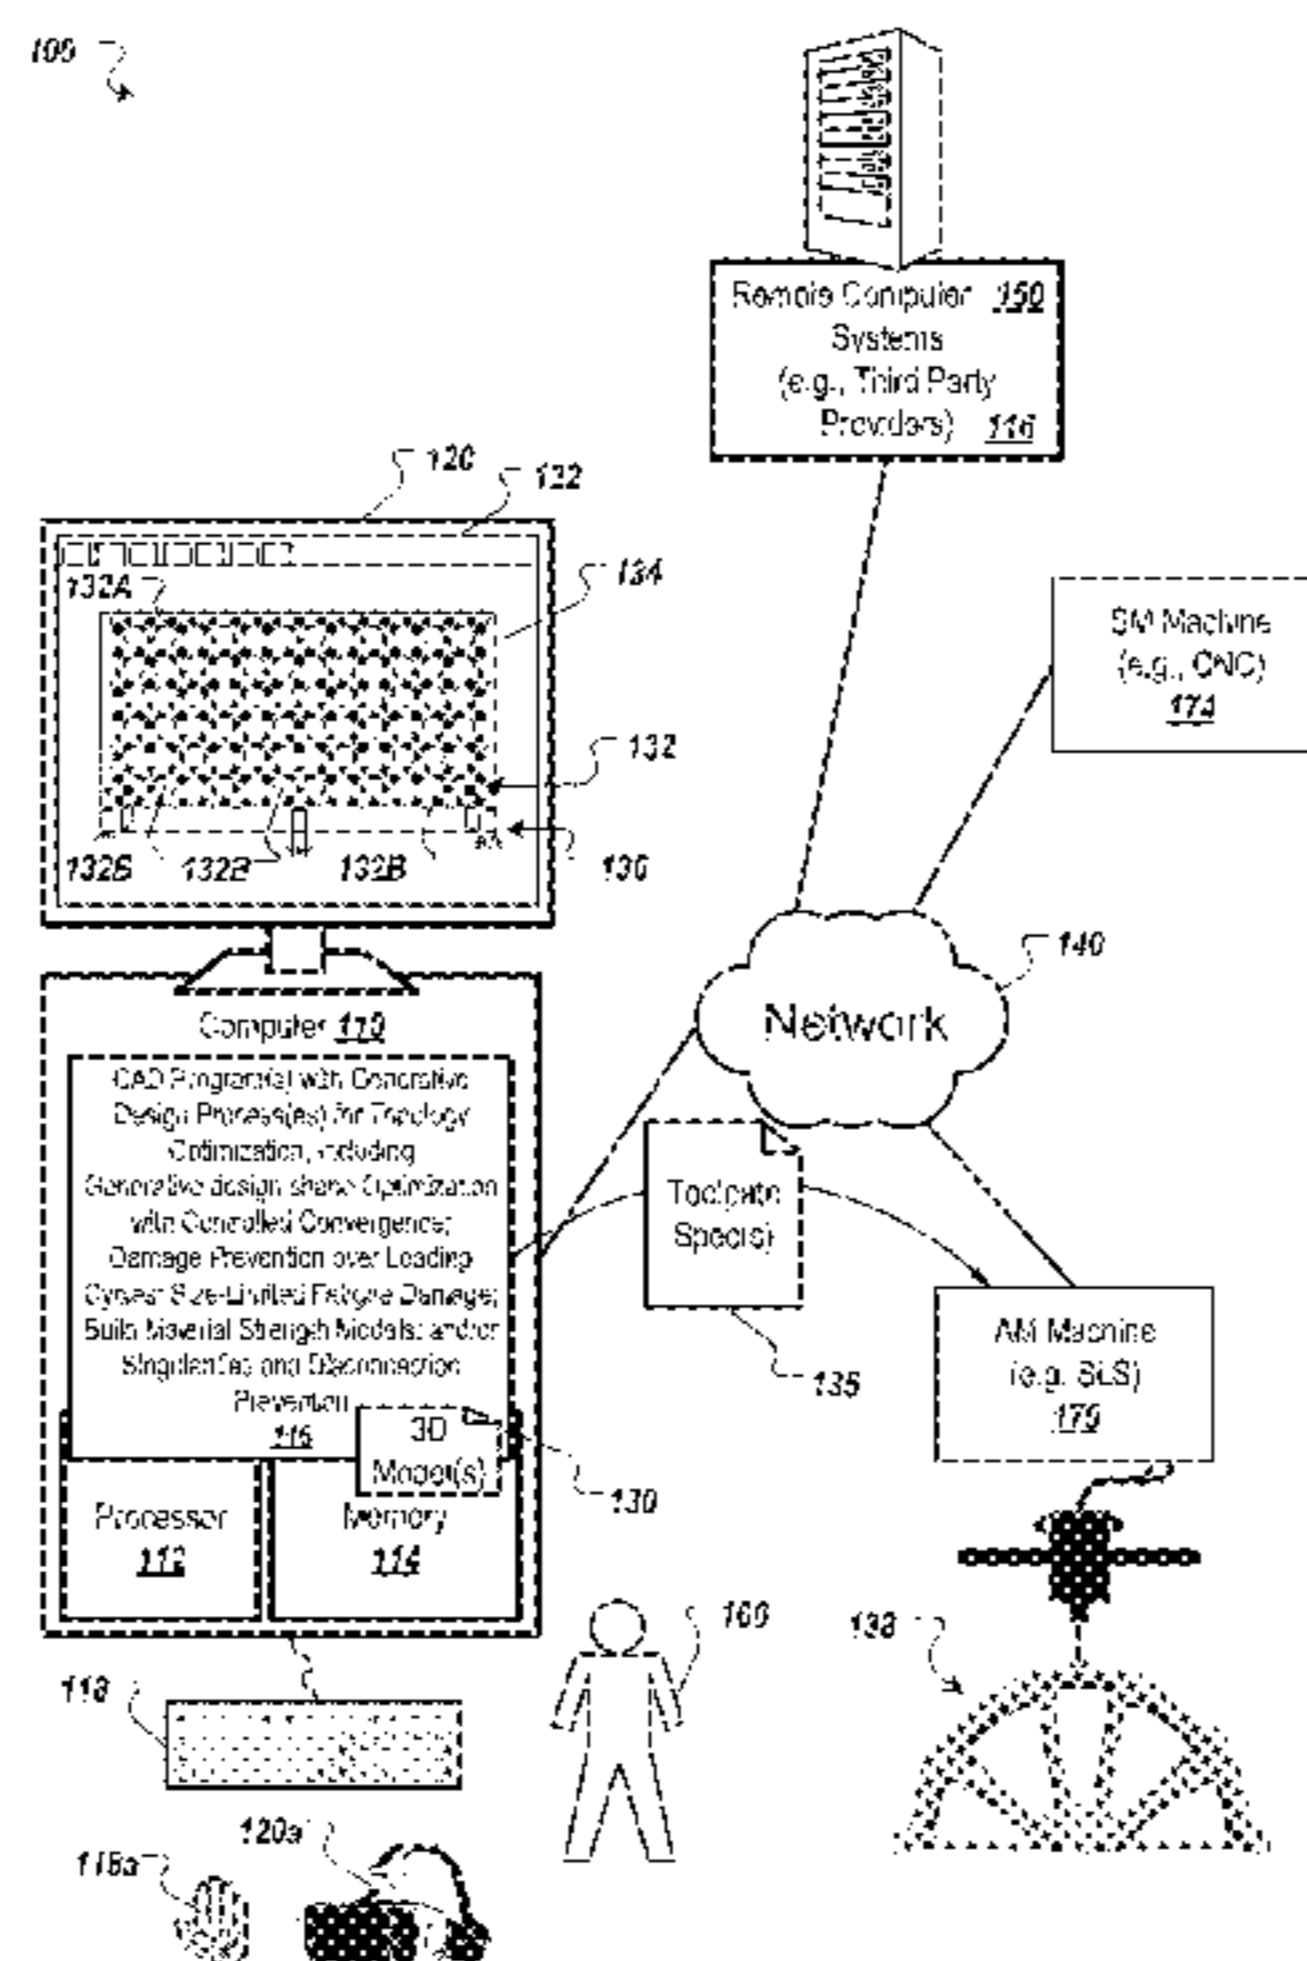 100
Remote Computer 150
Systems
(e.g., Third Party
Providers) 116
120
122
132A
134
SM Machine
(e.g., CNC)
174
132
132B 132B 132B 130
140
Network
Computer 110
CAD Program(s) with Generative
Design Process(es) for Topology
Optimization, including
Generative design shape Optimization
with Controlled Convergence;
Damage Prevention over Loading
Cycles; Size-Limited Fatigue Damage;
Build Material Strength Models; and/or
Singularities and Disconnection
Prevention
116
3D
Model(s)
130
Toolpath
Spec(s)
135
AM Machine
(e.g. SLS)
170
Processor
112
Memory
114
160
138
118
120a
118a